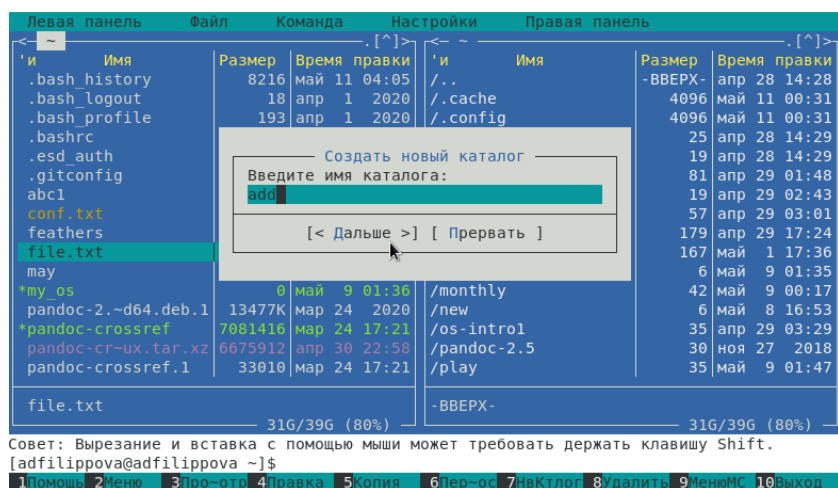 Левая панель Файл Команда Настройки Правая панель
<— ~ .[^]> <— ~ .[^]>
'и Имя Размер Время правки 'и Имя Размер Время правки
.bash_history 8216 май 11 04:05 /.. -ВВЕРХ- апр 28 14:28
.bash_logout 18 апр 1 2020 /.cache 4096 май 11 00:31
.bash_profile 193 апр 1 2020 /.config 4096 май 11 00:31
.bashrc 25 апр 28 14:29
.esd_auth Создать новый каталог 19 апр 28 14:29
.gitconfig Введите имя каталога: 81 апр 29 01:48
abc1 add 19 апр 29 02:43
conf.txt 57 апр 29 03:01
feathers [< Дальше >] [ Прервать ] 179 апр 29 17:24
file.txt 167 май 1 17:36
may 6 май 9 01:35
*my_os 0 май 9 01:36 /monthly 42 май 9 00:17
pandoc-2.~d64.deb.1 13477K мар 24 2020 /new 6 май 8 16:53
*pandoc-crossref 7081416 мар 24 17:21 /os-intro1 35 апр 29 03:29
pandoc-cr~ux.tar.xz 6675912 апр 30 22:58 /pandoc-2.5 30 ноя 27 2018
pandoc-crossref.1 33010 мар 24 17:21 /play 35 май 9 01:47
file.txt -ВВЕРХ-
31G/39G (80%) 31G/39G (80%)
Совет: Вырезание и вставка с помощью мыши может требовать держать клавишу Shift.
[adfilippova@adfilippova ~]$
1Помощь 2Меню 3Про~отр 4Правка 5Копия 6Пер~ос 7НвКтлог 8Удалить 9МенюMC 10Выход